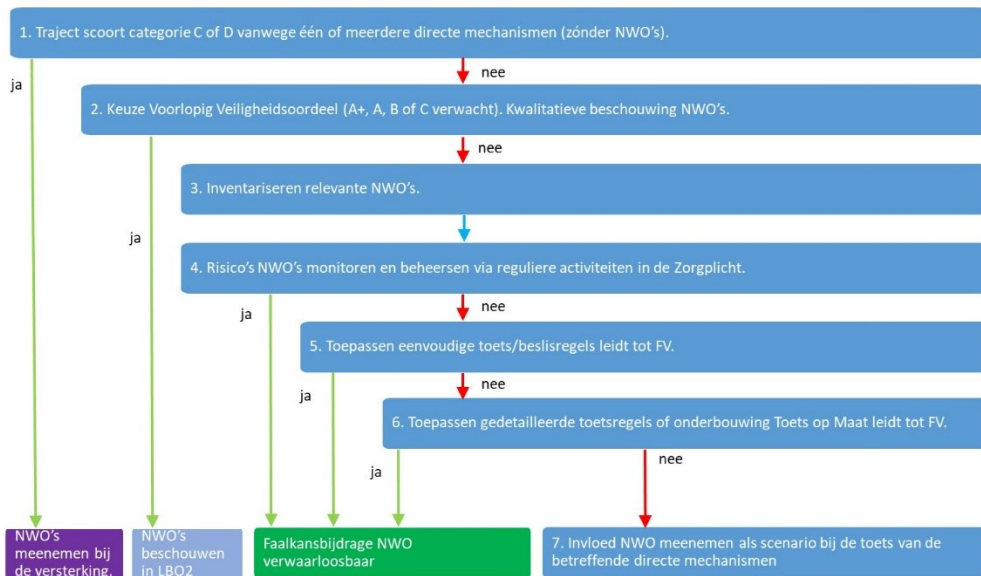 1. Traject scoort categorie C of D vanwege één of meerdere directe mechanismen (zónder NWO's).
ja
nee
2. Keuze Voorlopig Veiligheidsoordeel (A+, A, B of C verwacht). Kwalitatieve beschouwing NWO's.
nee
3. Inventariseren relevante NWO's.
ja
4. Risico's NWO's monitoren en beheersen via reguliere activiteiten in de Zorgplicht.
nee
ja
5. Toepassen eenvoudige toets/beslisregels leidt tot FV.
nee
ja
6. Toepassen gedetailleerde toetsregels of onderbouwing Toets op Maat leidt tot FV.
nee
ja
NWO's
meenemen bij
de versterking.
NWO's
beschouwen
in LBO2
Faalkansbijdrage NWO
verwaarloosbaar
7. Invloed NWO meenemen als scenario bij de toets van de
betreffende directe mechanismen